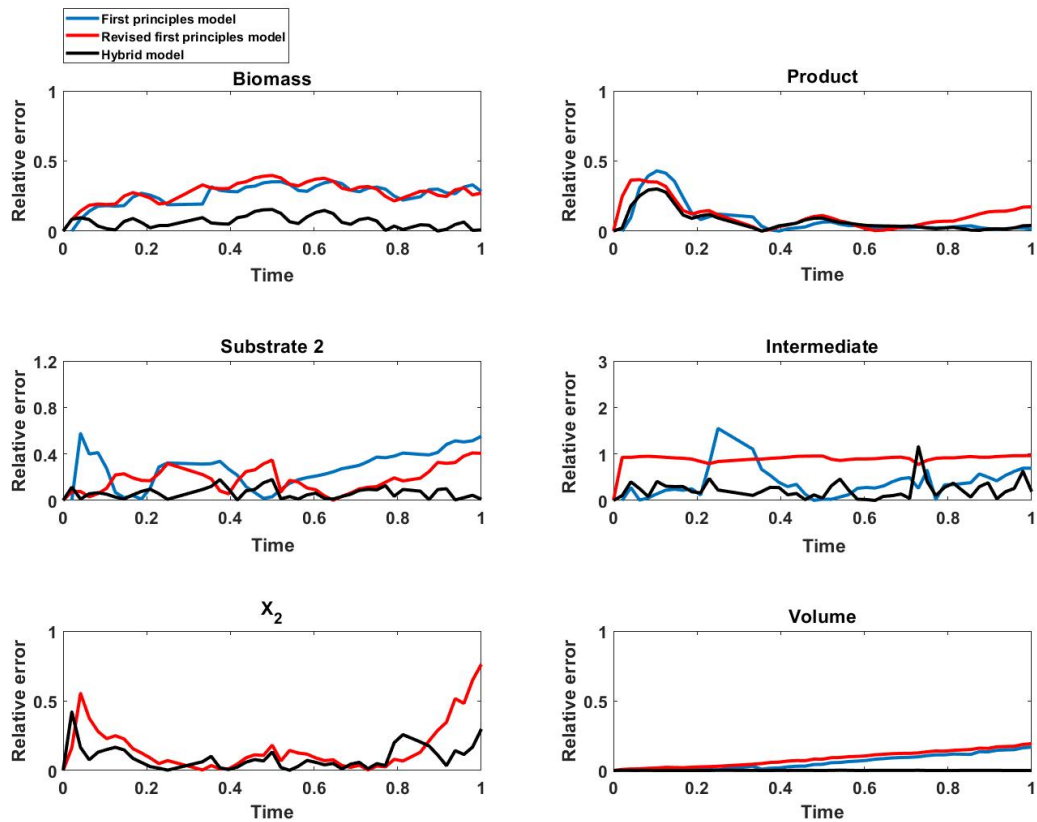 First principles model
Revised first principles model
Hybrid model
Biomass
Relative error
1
0.5
0
0 0.2 0.4 0.6 0.8 1
Time
Product
Relative error
1
0.5
0
0 0.2 0.4 0.6 0.8 1
Time
Substrate 2
Relative error
1.2
0.8
0.4
0
0 0.2 0.4 0.6 0.8 1
Time
Intermediate
Relative error
3
2
1
0
0 0.2 0.4 0.6 0.8 1
Time
X2
Relative error
1
0.5
0
0 0.2 0.4 0.6 0.8 1
Time
Volume
Relative error
1
0.5
0
0 0.2 0.4 0.6 0.8 1
Time